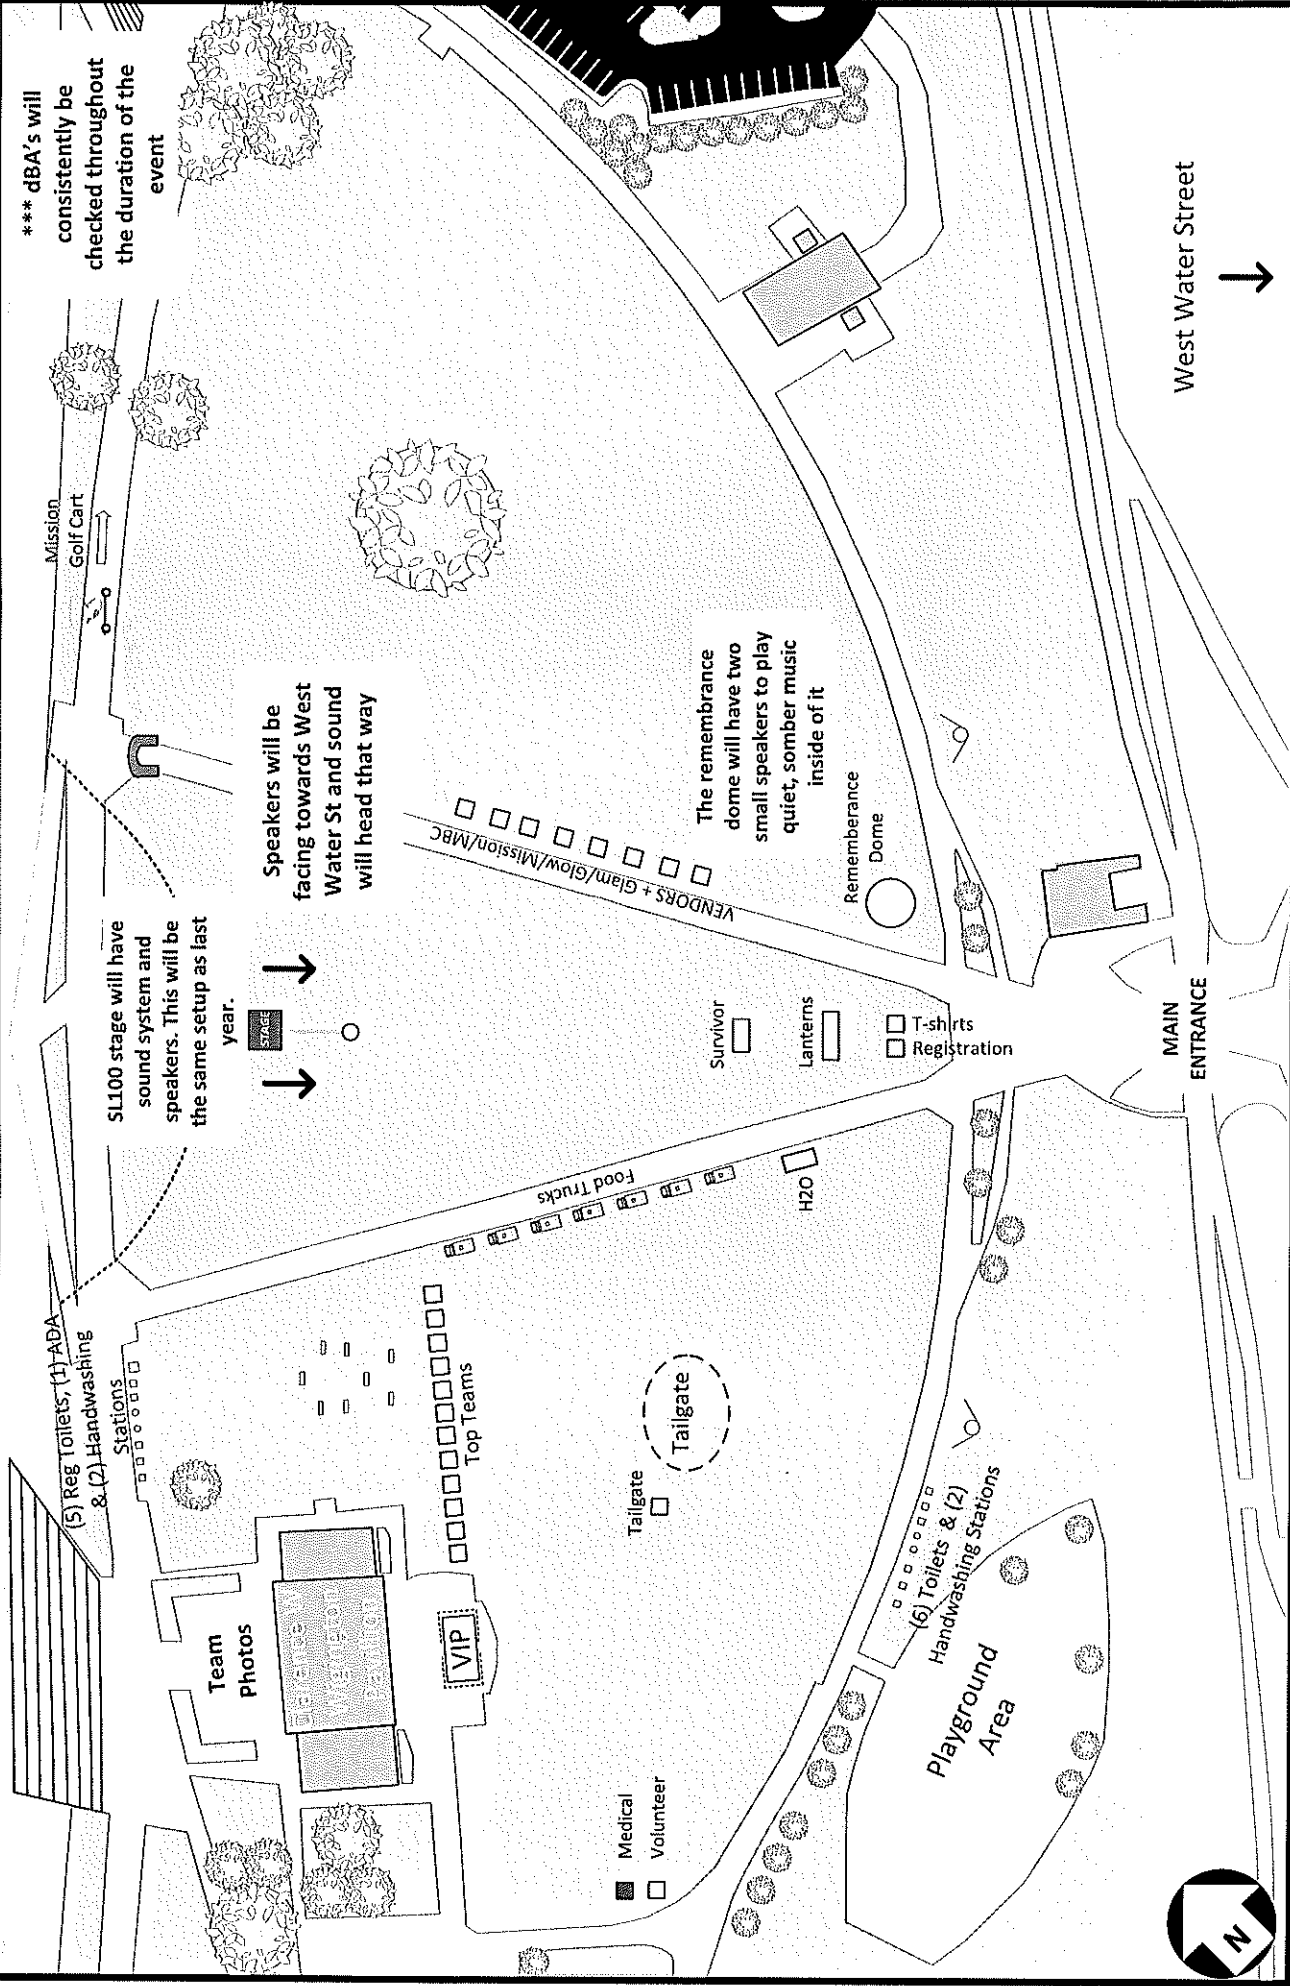 *** dBA's will
consistently be
checked throughout
the duration of the
event
Mission
Golf Cart
Speakers will be
facing towards West
Water St and sound
will head that way
SL100 stage will have
sound system and
speakers. This will be
the same setup as last
year.
STAGE
(5) Reg Toilets, (1) ADA
& (2) Handwashing
Stations
Team
Photos
VIP
Top Teams
Food Trucks
VENDORS + Glam/Glow/Mission/MBC
The remembrance
dome will have two
small speakers to play
quiet, somber music
inside of it
Rememberance
Dome
Survivor
Lanterns
T-shirts
Registration
H2O
Tailgate
Tailgate
Medical
Volunteer
(6) Toilets & (2)
Handwashing Stations
Playground
Area
MAIN
ENTRANCE
West Water Street
N